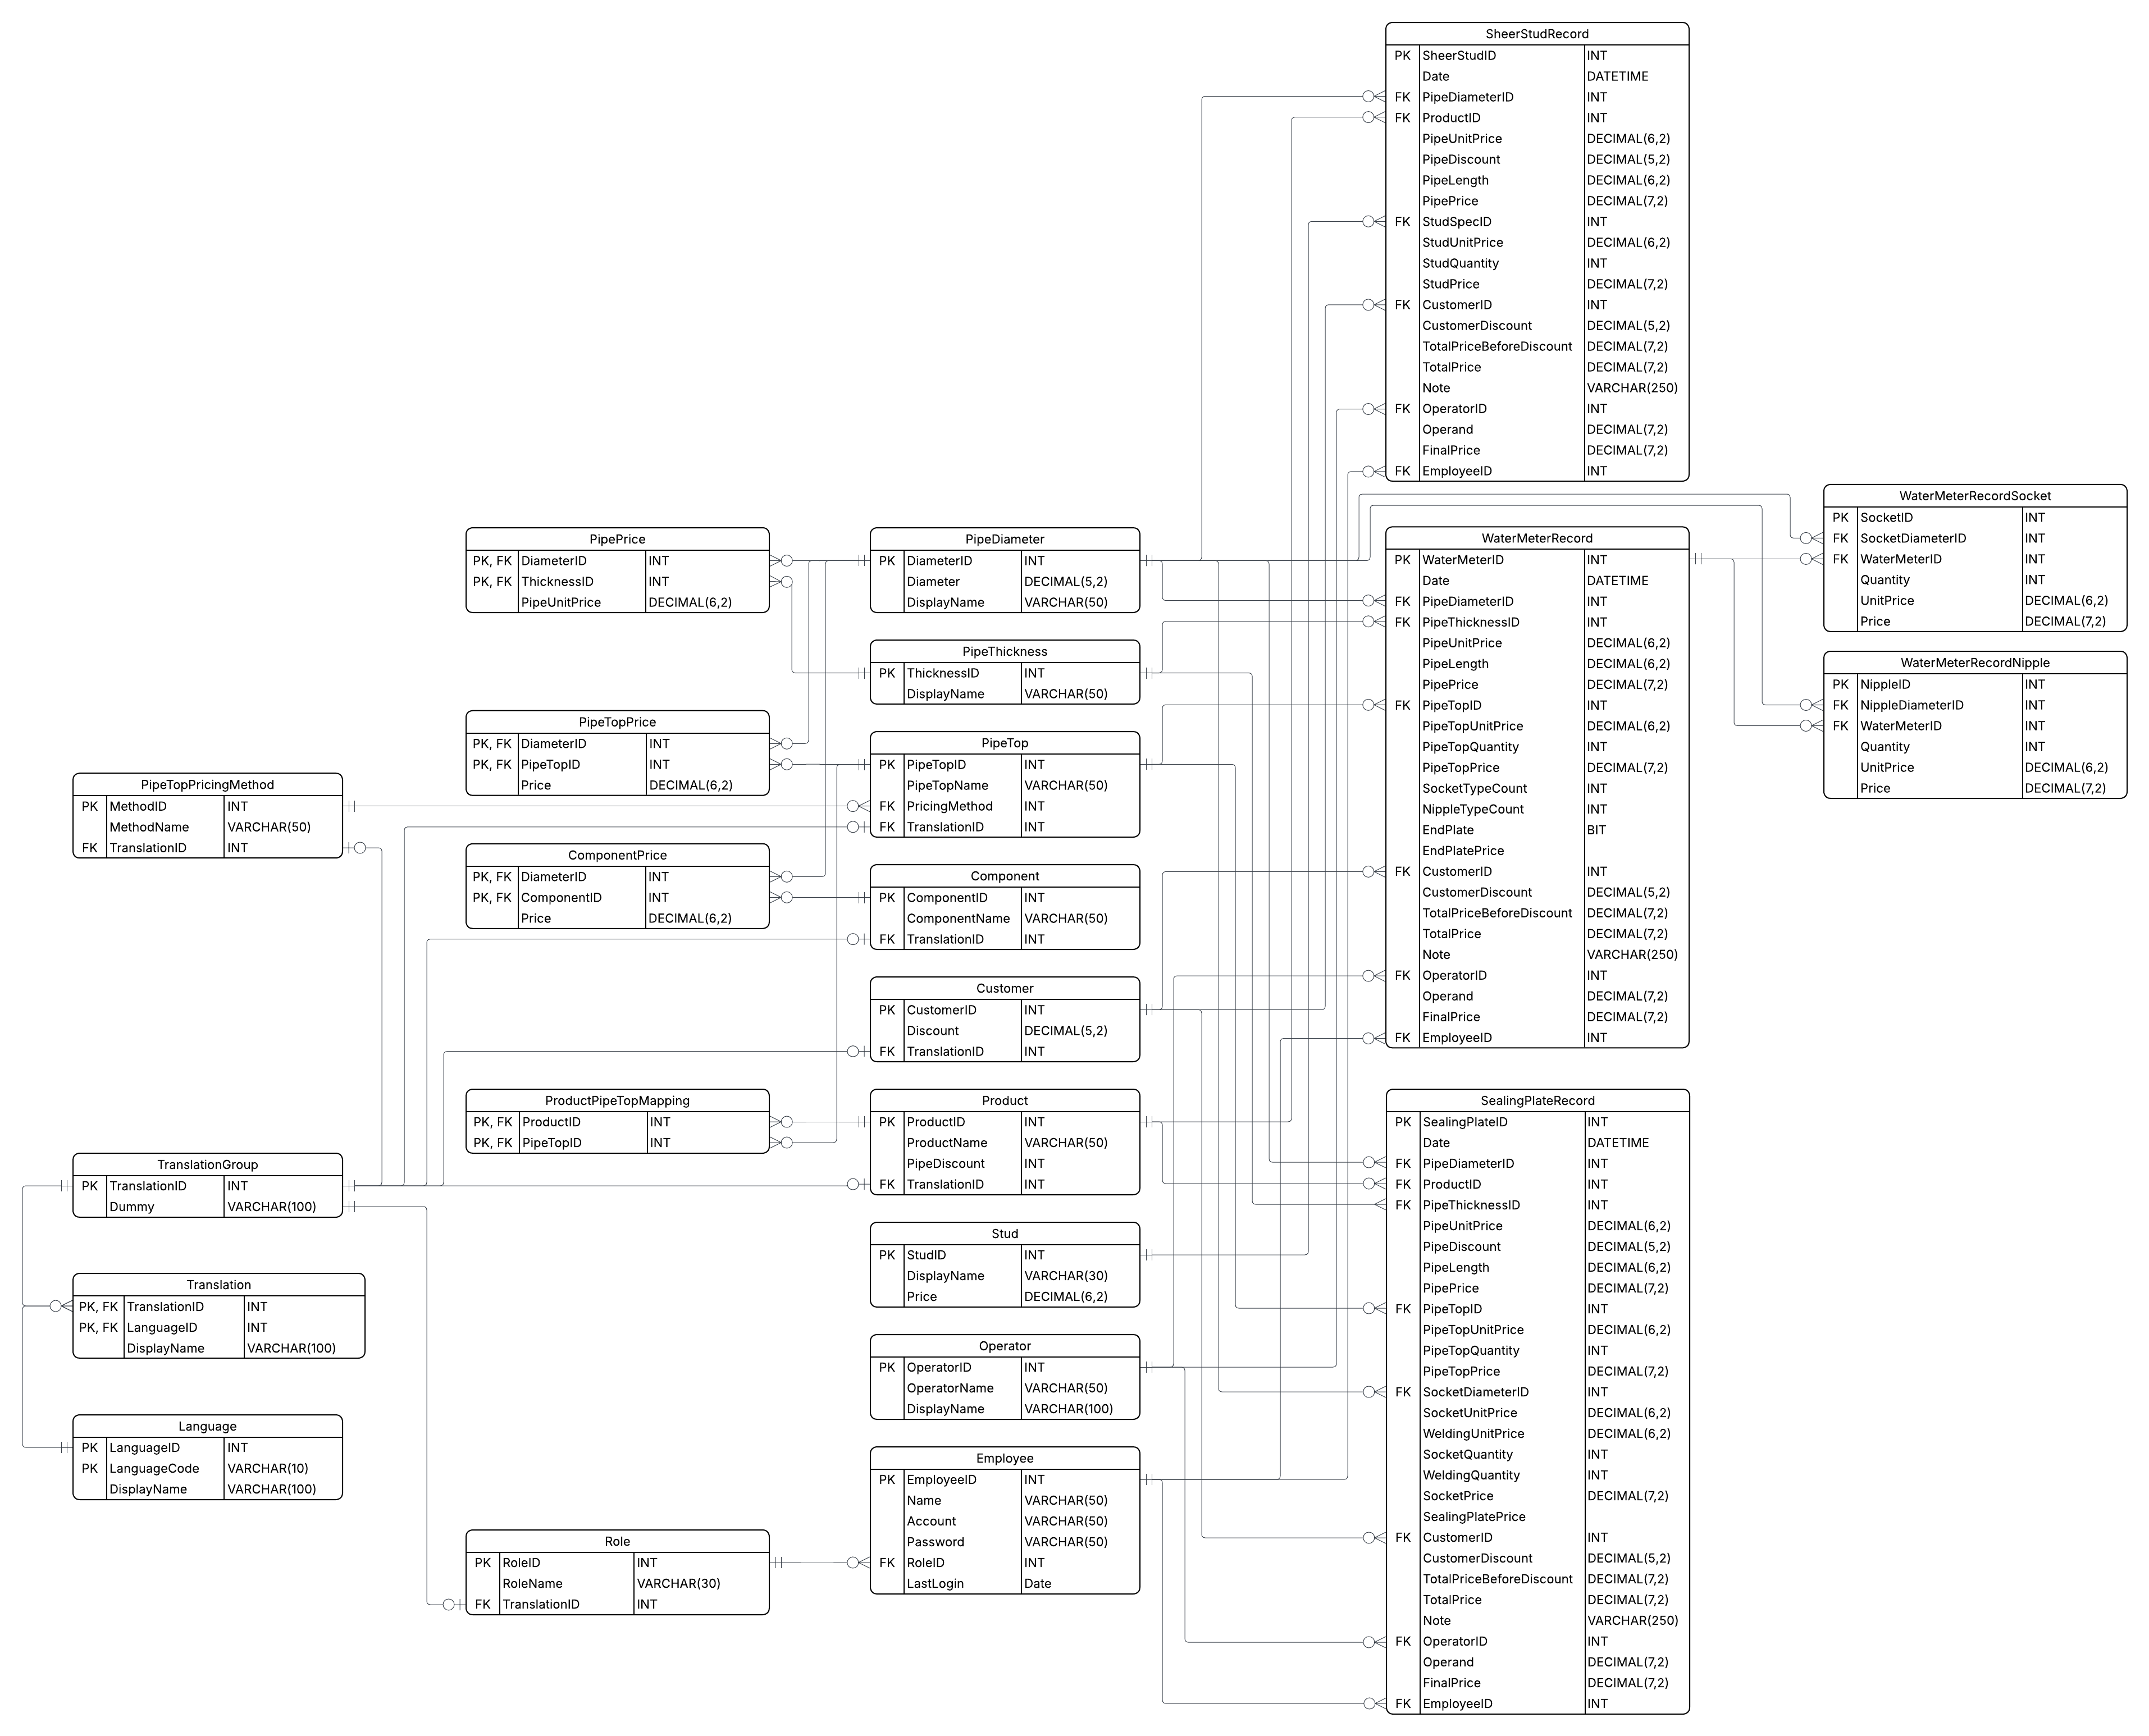 SheerStudRecord
PK SheerStudID INT
Date DATETIME
FK PipeDiameterID INT
FK ProductID INT
PipeUnitPrice DECIMAL(6,2)
PipeDiscount DECIMAL(5,2)
PipeLength DECIMAL(6,2)
PipePrice DECIMAL(7,2)
FK StudSpecID INT
StudUnitPrice DECIMAL(6,2)
StudQuantity INT
StudPrice DECIMAL(7,2)
FK CustomerID INT
CustomerDiscount DECIMAL(5,2)
TotalPriceBeforeDiscount DECIMAL(7,2)
TotalPrice DECIMAL(7,2)
Note VARCHAR(250)
FK OperatorID INT
Operand DECIMAL(7,2)
FinalPrice DECIMAL(7,2)
FK EmployeeID INT
WaterMeterRecordSocket
PK SocketID INT
FK SocketDiameterID INT
FK WaterMeterID INT
Quantity INT
UnitPrice DECIMAL(6,2)
Price DECIMAL(7,2)
WaterMeterRecordNipple
PK NippleID INT
FK NippleDiameterID INT
FK WaterMeterID INT
Quantity INT
UnitPrice DECIMAL(6,2)
Price DECIMAL(7,2)
PipePrice
PK, FK DiameterID INT
PK, FK ThicknessID INT
PipeUnitPrice DECIMAL(6,2)
PipeDiameter
PK DiameterID INT
Diameter DECIMAL(5,2)
DisplayName VARCHAR(50)
WaterMeterRecord
PK WaterMeterID INT
Date DATETIME
FK PipeDiameterID INT
FK PipeThicknessID INT
PipeUnitPrice DECIMAL(6,2)
PipeLength DECIMAL(6,2)
PipePrice DECIMAL(7,2)
FK PipeTopID INT
PipeTopUnitPrice DECIMAL(6,2)
PipeTopQuantity INT
PipeTopPrice DECIMAL(7,2)
SocketTypeCount INT
NippleTypeCount INT
EndPlate BIT
EndPlatePrice
FK CustomerID INT
CustomerDiscount DECIMAL(5,2)
TotalPriceBeforeDiscount DECIMAL(7,2)
TotalPrice DECIMAL(7,2)
Note VARCHAR(250)
FK OperatorID INT
Operand DECIMAL(7,2)
FinalPrice DECIMAL(7,2)
FK EmployeeID INT
PipeThickness
PK ThicknessID INT
DisplayName VARCHAR(50)
PipeTopPrice
PK, FK DiameterID INT
PK, FK PipeTopID INT
Price DECIMAL(6,2)
PipeTop
PK PipeTopID INT
PipeTopName VARCHAR(50)
FK PricingMethod INT
FK TranslationID INT
PipeTopPricingMethod
PK MethodID INT
MethodName VARCHAR(50)
FK TranslationID INT
ComponentPrice
PK, FK DiameterID INT
PK, FK ComponentID INT
Price DECIMAL(6,2)
Component
PK ComponentID INT
ComponentName VARCHAR(50)
FK TranslationID INT
Customer
PK CustomerID INT
Discount DECIMAL(5,2)
FK TranslationID INT
ProductPipeTopMapping
PK, FK ProductID INT
PK, FK PipeTopID INT
Product
PK ProductID INT
ProductName VARCHAR(50)
PipeDiscount INT
FK TranslationID INT
SealingPlateRecord
PK SealingPlateID INT
Date DATETIME
FK PipeDiameterID INT
FK ProductID INT
FK PipeThicknessID INT
PipeUnitPrice DECIMAL(6,2)
PipeDiscount DECIMAL(5,2)
PipeLength DECIMAL(6,2)
PipePrice DECIMAL(7,2)
FK PipeTopID INT
PipeTopUnitPrice DECIMAL(6,2)
PipeTopQuantity INT
PipeTopPrice DECIMAL(7,2)
FK SocketDiameterID INT
SocketUnitPrice DECIMAL(6,2)
WeldingUnitPrice DECIMAL(6,2)
SocketQuantity INT
WeldingQuantity INT
SocketPrice DECIMAL(7,2)
SealingPlatePrice
FK CustomerID INT
CustomerDiscount DECIMAL(5,2)
TotalPriceBeforeDiscount DECIMAL(7,2)
TotalPrice DECIMAL(7,2)
Note VARCHAR(250)
FK OperatorID INT
Operand DECIMAL(7,2)
FinalPrice DECIMAL(7,2)
FK EmployeeID INT
TranslationGroup
PK TranslationID INT
Dummy VARCHAR(100)
Stud
PK StudID INT
DisplayName VARCHAR(30)
Price DECIMAL(6,2)
Translation
PK, FK TranslationID INT
PK, FK LanguageID INT
DisplayName VARCHAR(100)
Operator
PK OperatorID INT
OperatorName VARCHAR(50)
DisplayName VARCHAR(100)
Language
PK LanguageID INT
PK LanguageCode VARCHAR(10)
DisplayName VARCHAR(100)
Employee
PK EmployeeID INT
Name VARCHAR(50)
Account VARCHAR(50)
Password VARCHAR(50)
FK RoleID INT
LastLogin Date
Role
PK RoleID INT
RoleName VARCHAR(30)
FK TranslationID INT